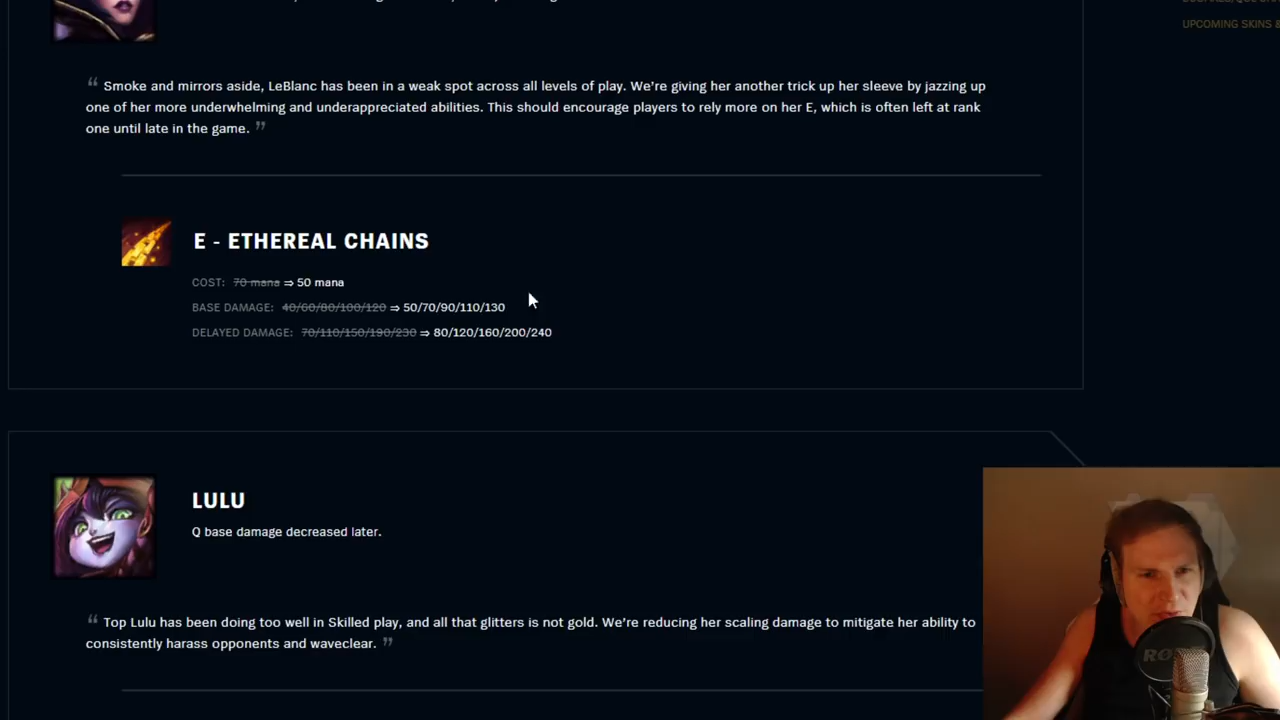 UPCOMING SKINS &
“ Smoke and mirrors aside, LeBlanc has been in a weak spot across all levels of play. We’re giving her another trick up her sleeve by jazzing up
one of her more underwhelming and underappreciated abilities. This should encourage players to rely more on her E, which is often left at rank
one until late in the game. ”
E - ETHEREAL CHAINS
COST: 70 mana ⇒ 50 mana
BASE DAMAGE: 40/60/80/100/120 ⇒ 50/70/90/110/130
DELAYED DAMAGE: 70/110/150/190/230 ⇒ 80/120/160/200/240
LULU
Q base damage decreased later.
“ Top Lulu has been doing too well in Skilled play, and all that glitters is not gold. We’re reducing her scaling damage to mitigate her ability to
consistently harass opponents and waveclear. ”